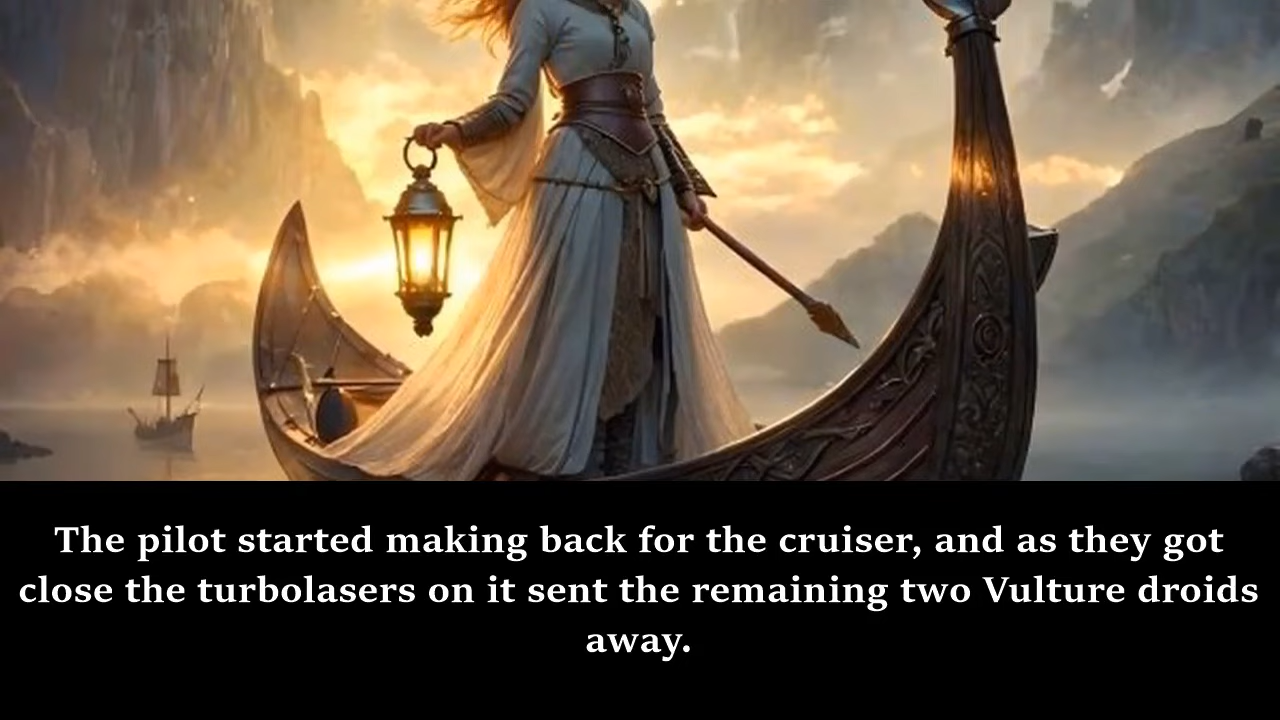 The pilot started making back for the cruiser, and as they got
close the turbolasers on it sent the remaining two Vulture droids
away.